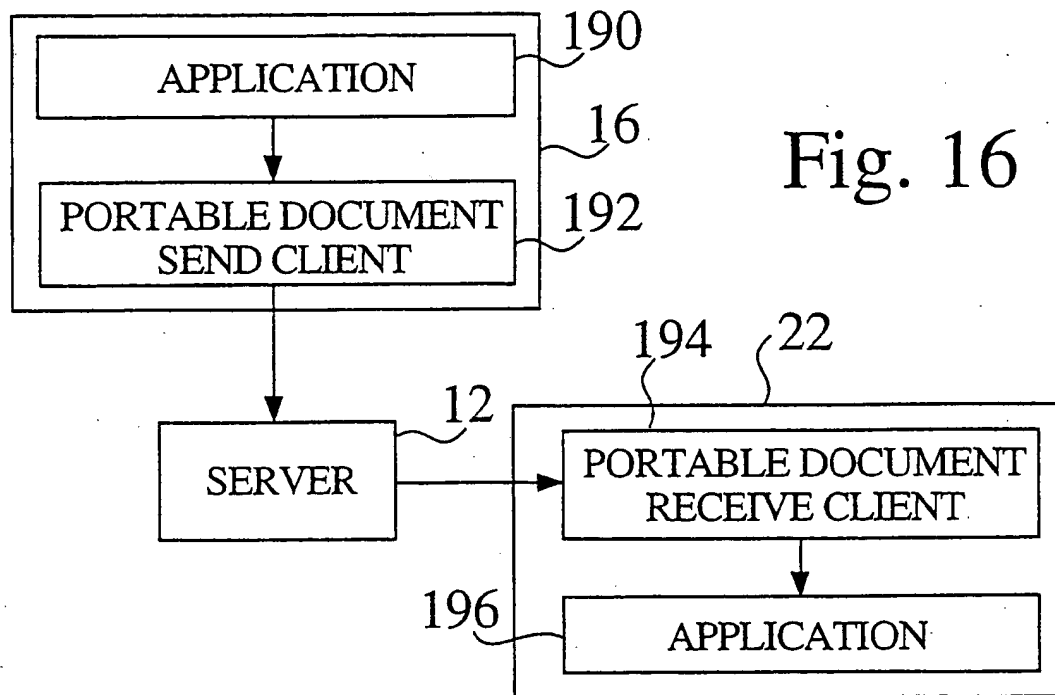 190
APPLICATION
16
Fig. 16
PORTABLE DOCUMENT
SEND CLIENT
192
194
22
12
SERVER
PORTABLE DOCUMENT
RECEIVE CLIENT
196
APPLICATION